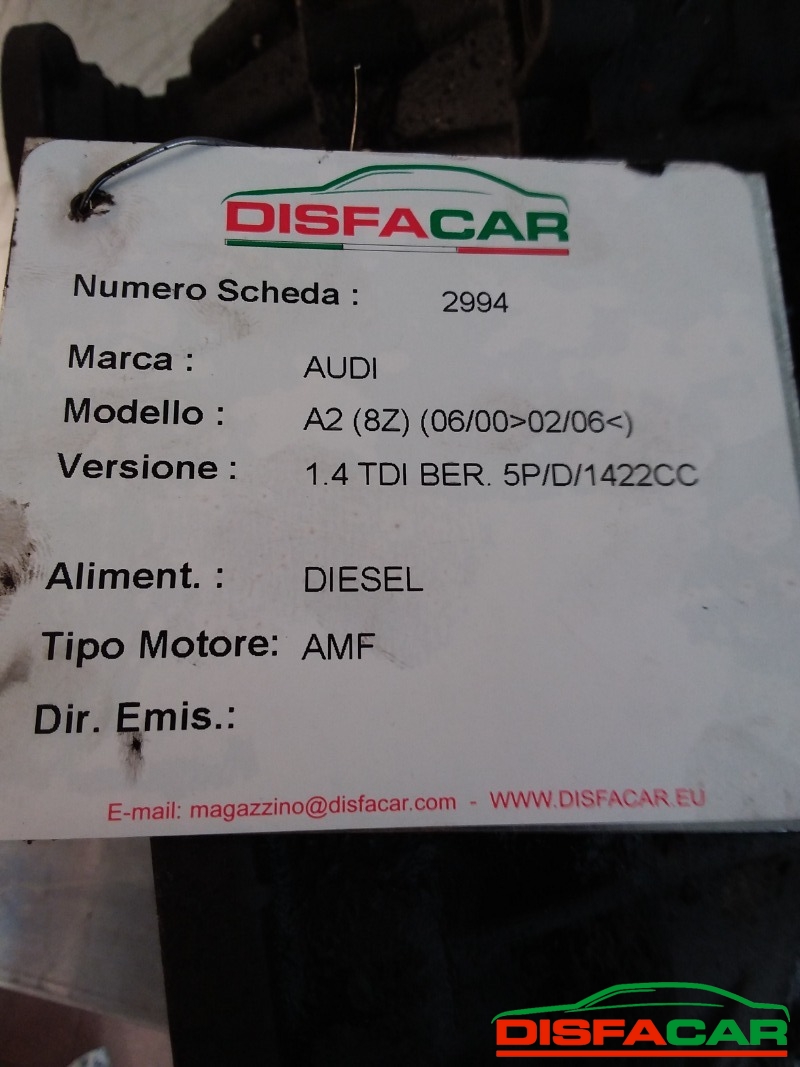 DISFACAR
Numero Scheda : 2994
Marca : AUDI
Modello : A2 (8Z) (06/00>02/06<)
Versione : 1.4 TDI BER. 5P/D/1422CC
Aliment. : DIESEL
Tipo Motore: AMF
Dir. Emis.:
E-mail: magazzino@disfacar.com - WWW.DISFACAR.EU
DISFACAR